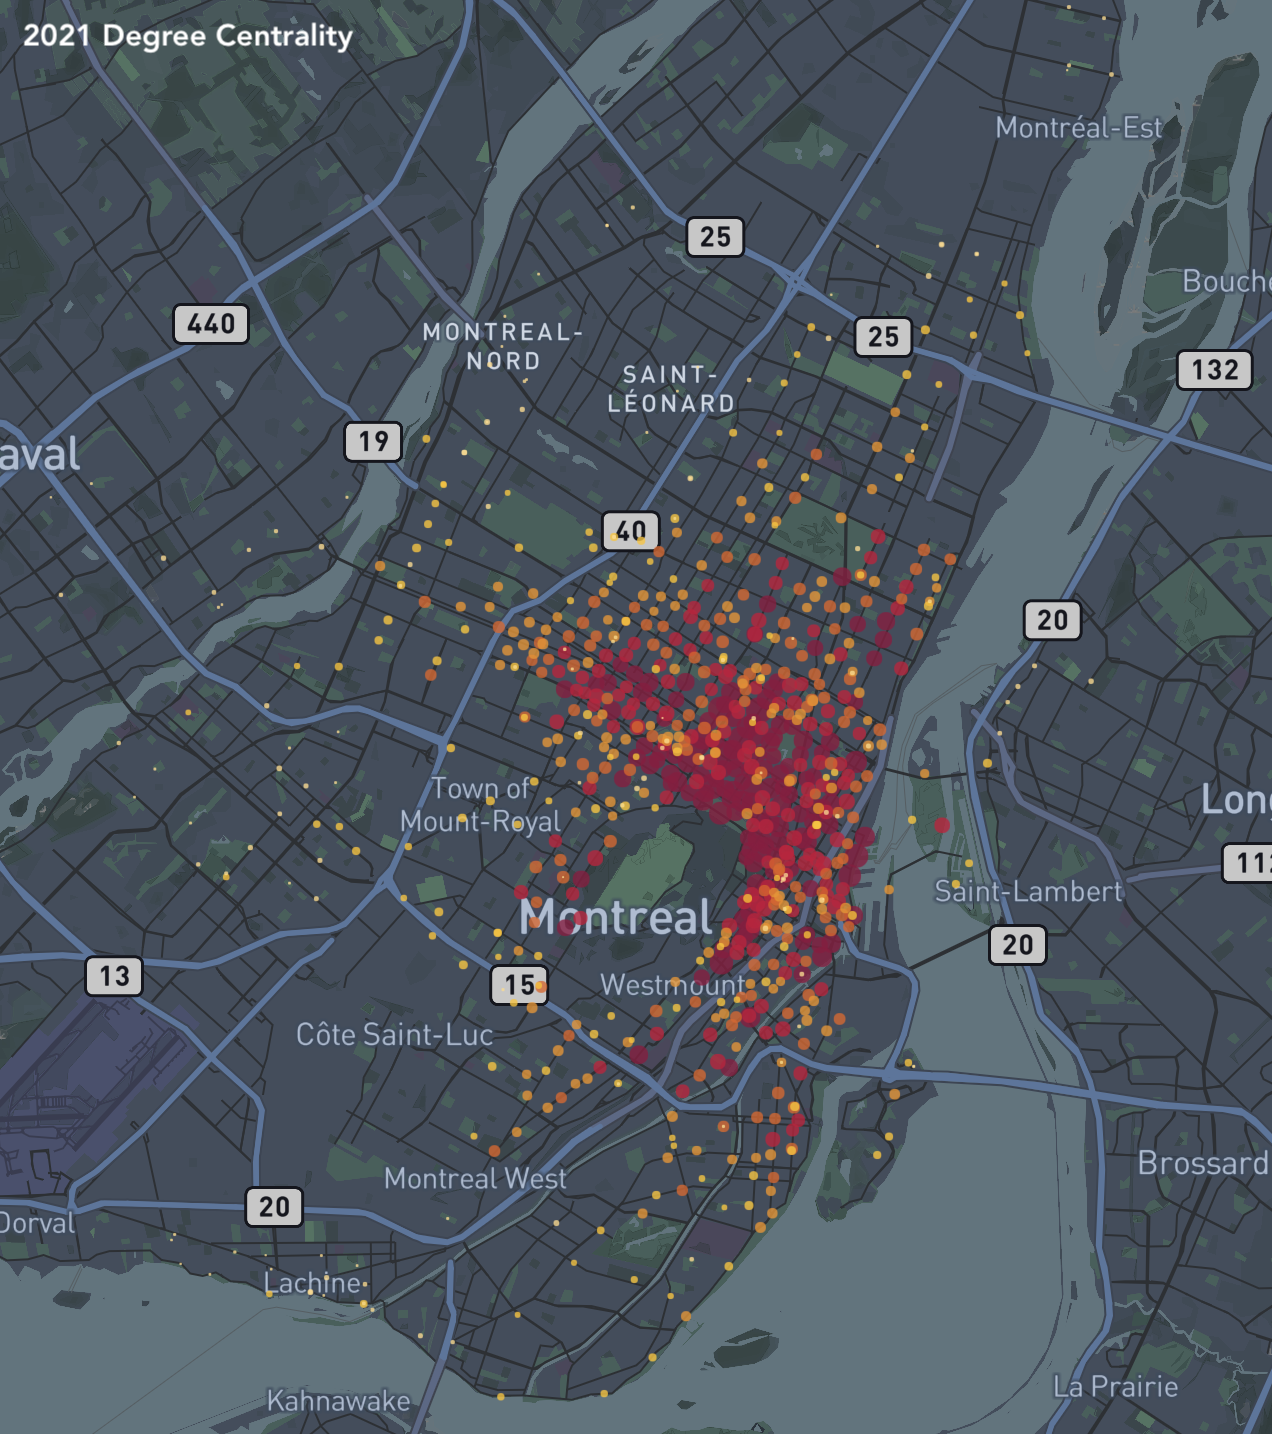 2021 Degree Centrality
Montréal-Est
25
Bouche
440
MONTREAL-
NORD
25
SAINT-
LÉONARD
132
19
aval
40
20
Town of
Mount-Royal
Long
112
Saint-Lambert
Montreal
20
13
15
Westmount
Côte Saint-Luc
Montreal West
Brossard
20
Dorval
Lachine
Kahnawake
La Prairie